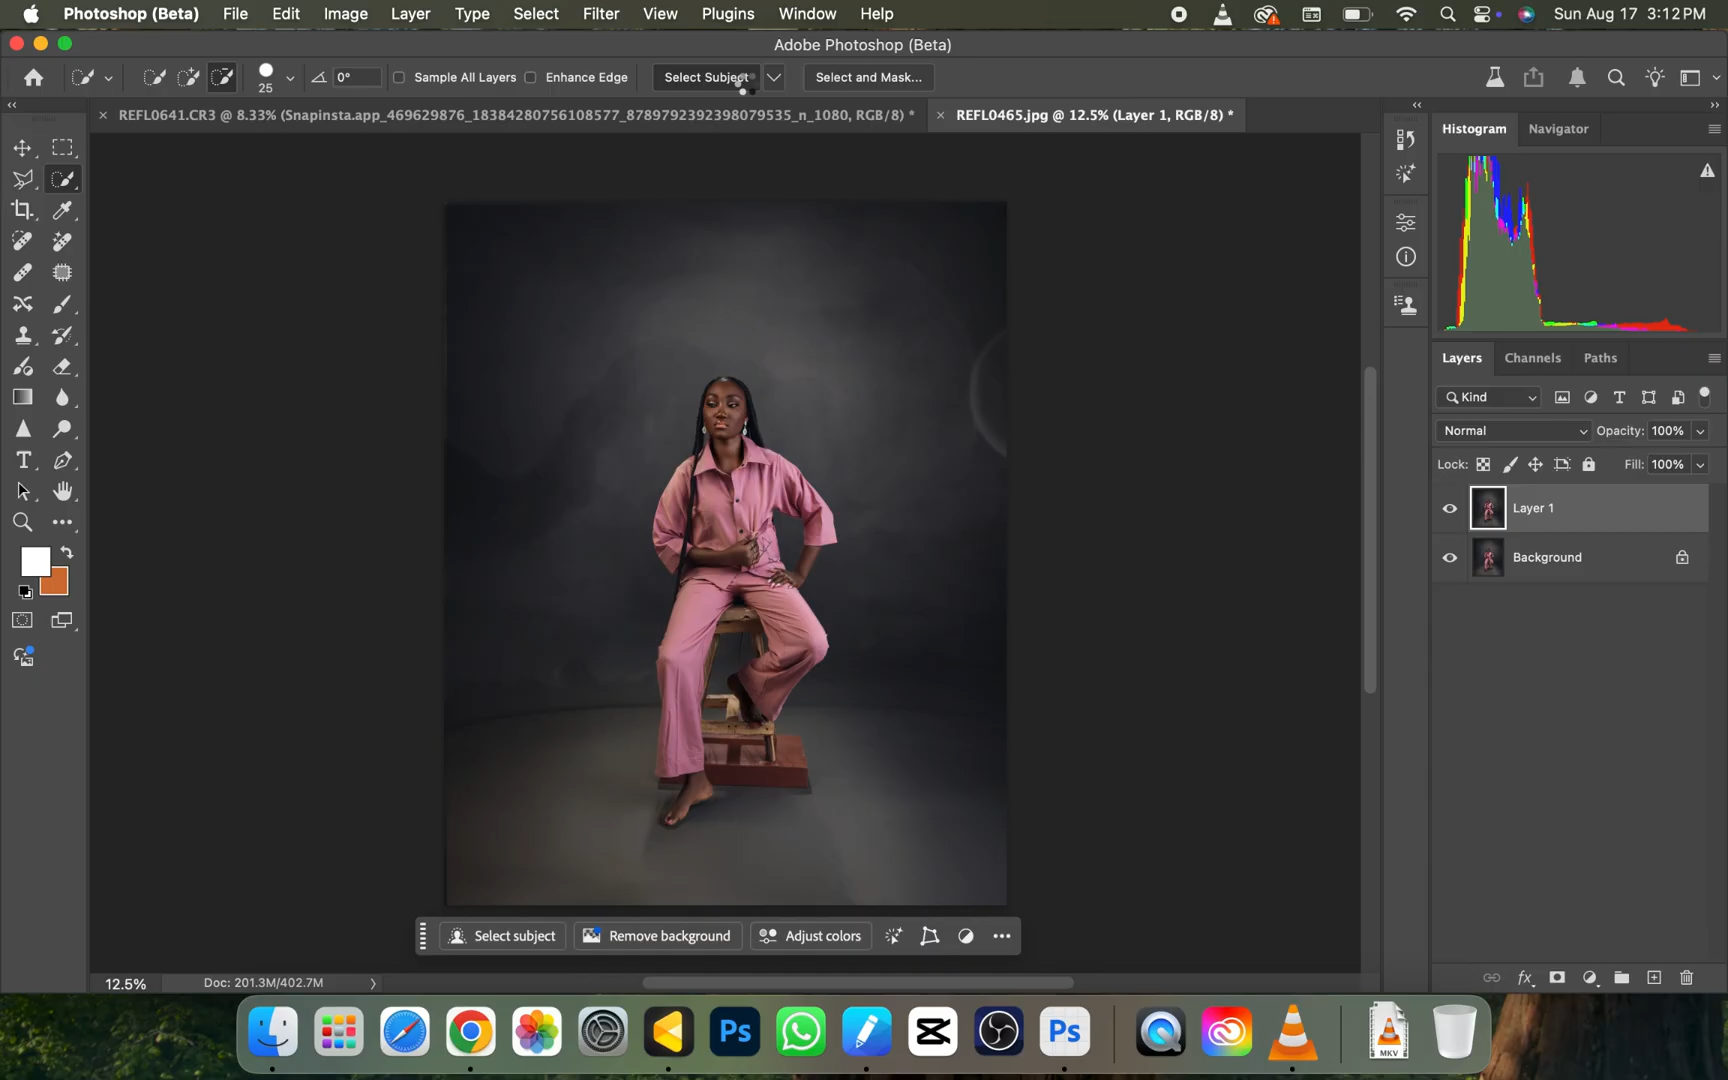 Photoshop (Beta) File Edit Image Layer Type Select Filter View Plugins Window Help Sun Aug 17 3:12 PM
Adobe Photoshop (Beta)
25 0° Sample All Layers Enhance Edge Select Subject Select and Mask...
REFL0641.CR3 @ 8.33% (Snapinsta.app_469629876_18384280756108577_8789792392398079535_n_1080, RGB/8) *
REFL0465.jpg @ 12.5% (Layer 1, RGB/8) *
Histogram Navigator
Layers Channels Paths
Kind
Normal Opacity: 100%
Lock: Fill: 100%
Layer 1
Background
Select subject Remove background Adjust colors
12.5% Doc: 201.3M/402.7M
Ps Ps
MKV